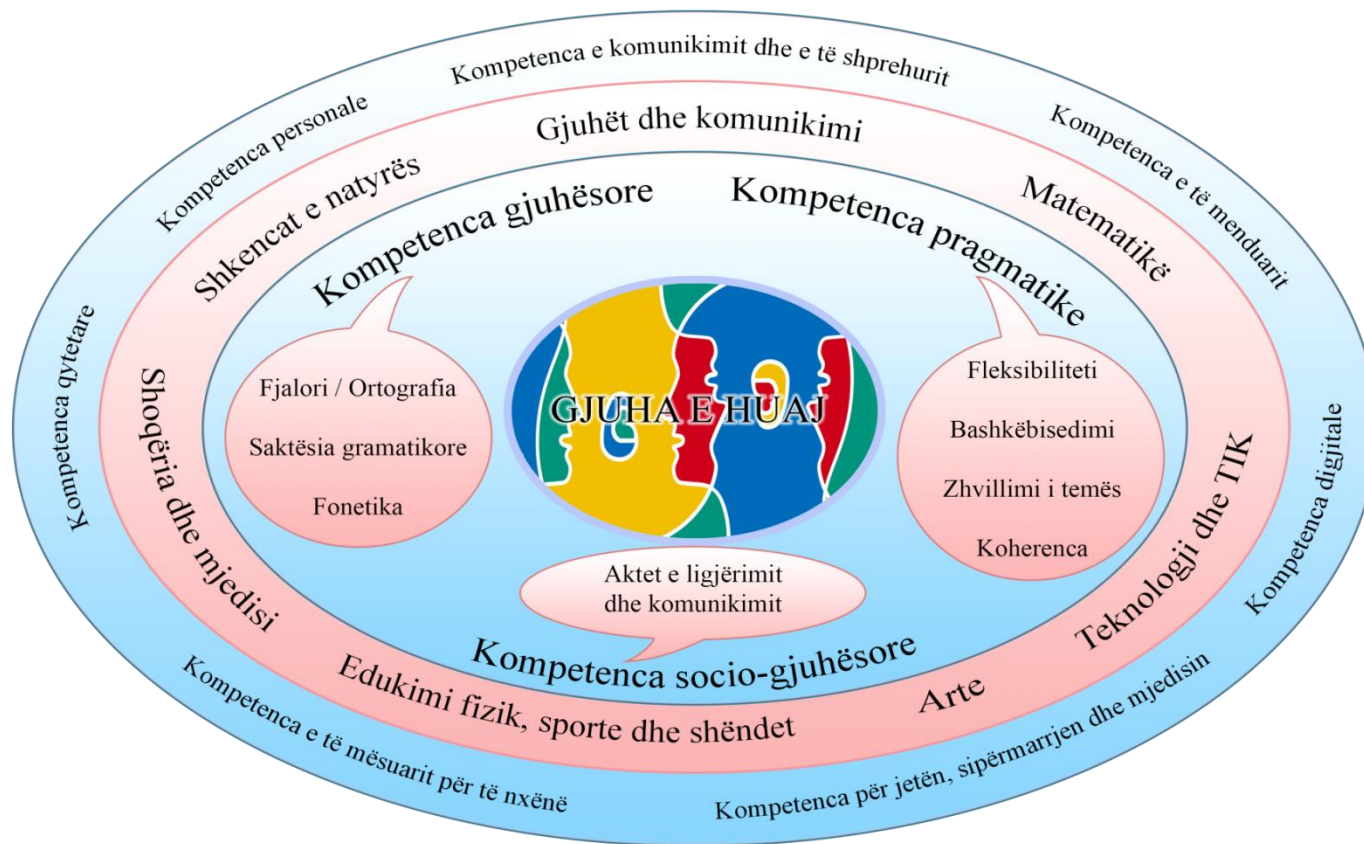 Kompetenca e komunikimit dhe e të shprehurit
Kompetenca personale
Kompetenca e të menduarit
Kompetenca qytetare
Kompetenca digjitale
Kompetenca e të mësuarit për të nxënë
Kompetenca për jetën, sipërmarrjen dhe mjedisin
Gjuhët dhe komunikimi
Shkencat e natyrës
Matematikë
Shoqëria dhe mjedisi
Teknologji dhe TIK
Edukimi fizik, sporte dhe shëndet
Arte
Kompetenca gjuhësore
Kompetenca pragmatike
Fjalori / Ortografia
Saktësia gramatikore
Fonetika
GJUHA E HUAJ
Fleksibiliteti
Bashkëbisedimi
Zhvillimi i temës
Koherenca
Aktet e ligjërimit
dhe komunikimit
Kompetenca socio-gjuhësore